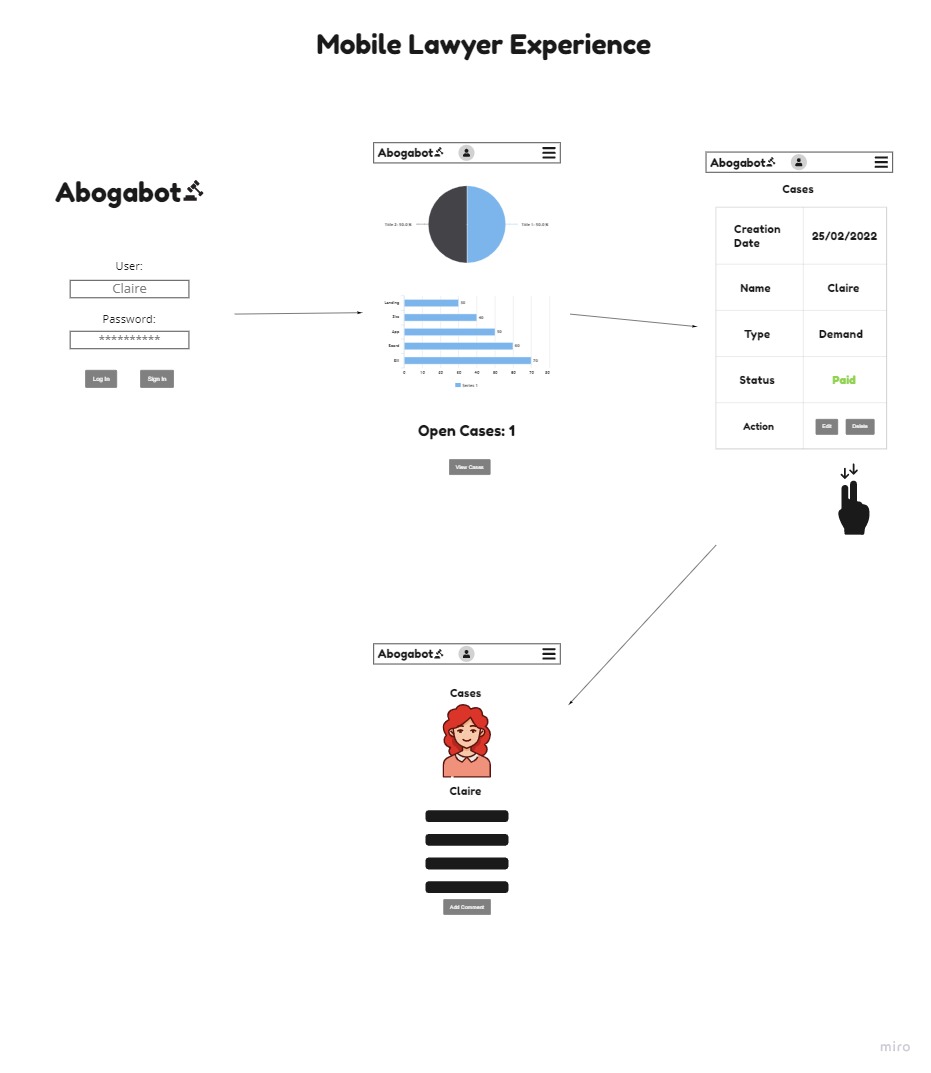 Mobile Lawyer Experience
Abogabot
User:
Claire
Password:
**********
Log In
Sign In
Abogabot
Title 2: 50.0 %
Title 1: 50.0 %
Landing
30
Site
40
App
50
Board
60
70
0 10 20 30 40 50 60 70 80
Series 1
Open Cases: 1
View Cases
Abogabot
Cases
Creation Date
25/02/2022
Name
Claire
Type
Demand
Status
Paid
Action
Edit
Delete
Abogabot
Cases
Claire
Add Comment
miro